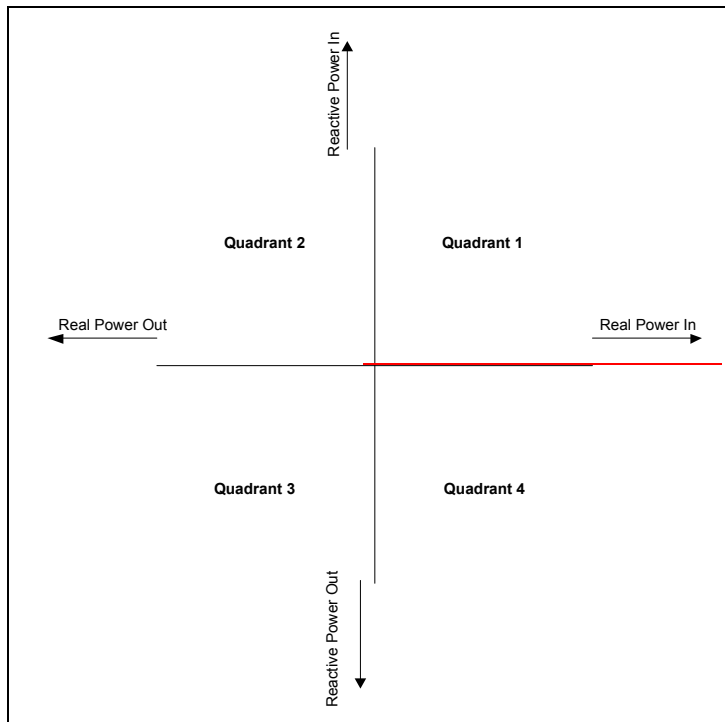 Reactive Power In
Quadrant 2
Quadrant 1
Real Power Out
Real Power In
Quadrant 3
Quadrant 4
Reactive Power Out